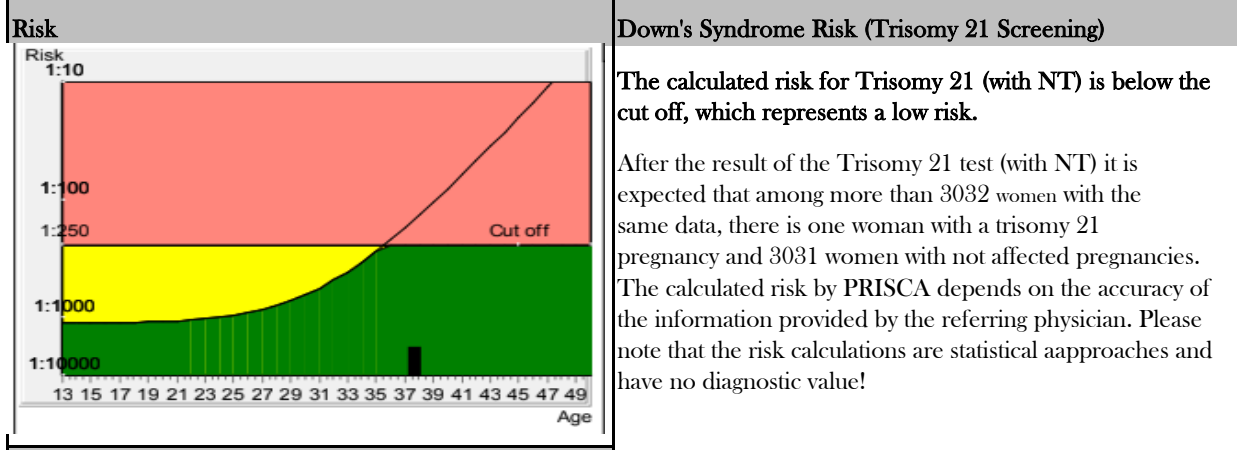 Risk
Risk
1:10
1:100
1:250
Cut off
1:1000
1:10000
13 15 17 19 21 23 25 27 29 31 33 35 37 39 41 43 45 47 49
Age
Down's Syndrome Risk (Trisomy 21 Screening)
The calculated risk for Trisomy 21 (with NT) is below the
cut off, which represents a low risk.
After the result of the Trisomy 21 test (with NT) it is
expected that among more than 3032 women with the
same data, there is one woman with a trisomy 21
pregnancy and 3031 women with not affected pregnancies.
The calculated risk by PRISCA depends on the accuracy of
the information provided by the referring physician. Please
note that the risk calculations are statistical aapproaches and
have no diagnostic value!